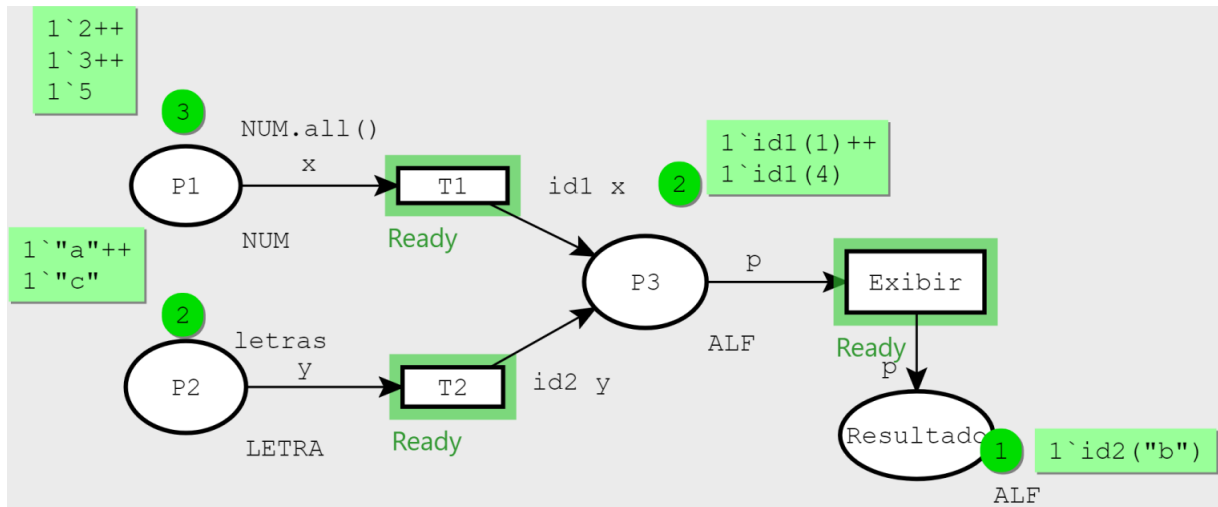 1`2++
1`3++
1`5
3
NUM.all()
x
P1
T1
id1 x
2
1`id1(1)++
1`id1(4)
NUM
Ready
1`"a"++
1`"c"
2
letras
y
P2
T2
id2 y
LETRA
Ready
P3
p
Exibir
ALF
Ready
p
Resultado
1
1`id2("b")
ALF